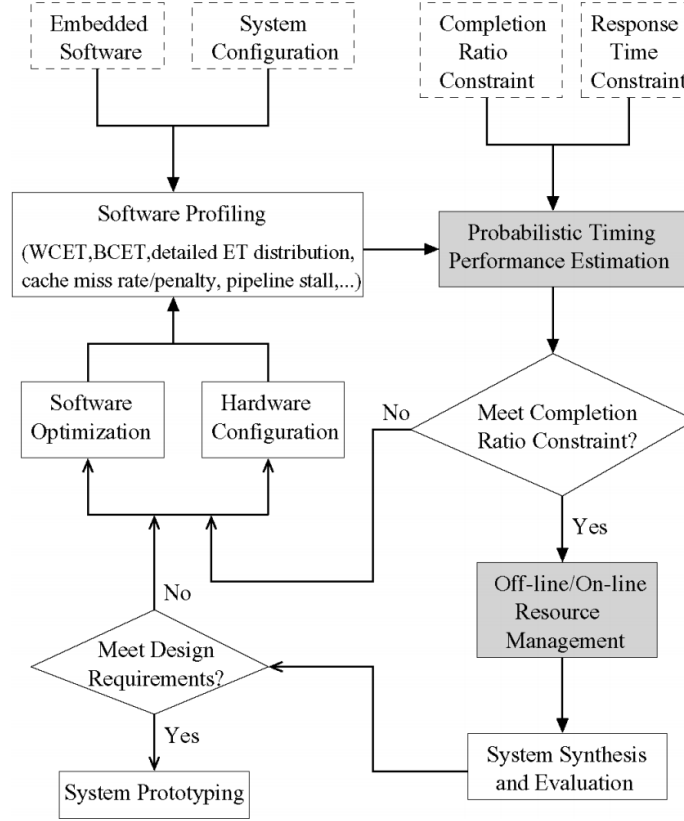 Embedded
Software
System
Configuration
Completion
Ratio
Constraint
Response
Time
Constraint
Software Profiling
(WCET,BCET,detailed ET distribution,
cache miss rate/penalty, pipeline stall,...)
Probabilistic Timing
Performance Estimation
Software
Optimization
Hardware
Configuration
No
Meet Completion
Ratio Constraint?
Yes
Off-line/On-line
Resource
Management
No
Meet Design
Requirements?
Yes
System Synthesis
and Evaluation
System Prototyping